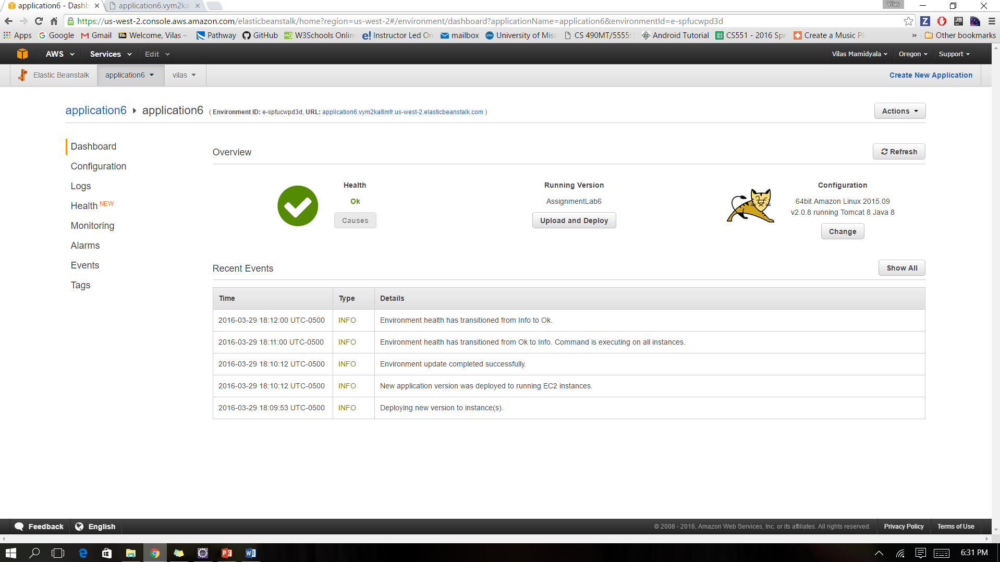 application6 - Dashb
application6.vym2ka
Vilas
https://us-west-2.console.aws.amazon.com/elasticbeanstalk/home?region=us-west-2#/environment/dashboard?applicationName=application6&environmentId=e-spfucwpd3d
Apps Google Gmail Bb Welcome, Vilas – Pathway GitHub W3Schools Onlin Instructor Led On mailbox University of Miss CS 490MT/5555: Android Tutorial CS551 - 2016 Spr Create a Music Pl » Other bookmarks
AWS Services Edit Vilas Mamidyala Oregon Support
Elastic Beanstalk application6 vilas Create New Application
application6 application6 ( Environment ID: e-spfucwpd3d, URL: application6.vym2ka8mfr.us-west-2.elasticbeanstalk.com ) Actions
Dashboard
Configuration
Logs
Health NEW
Monitoring
Alarms
Events
Tags
Overview Refresh
Health
Ok
Causes
Running Version
AssignmentLab6
Upload and Deploy
Configuration
64bit Amazon Linux 2015.09
v2.0.8 running Tomcat 8 Java 8
Change
Recent Events Show All
Time Type Details
2016-03-29 18:12:00 UTC-0500 INFO Environment health has transitioned from Info to Ok.
2016-03-29 18:11:00 UTC-0500 INFO Environment health has transitioned from Ok to Info. Command is executing on all instances.
2016-03-29 18:10:12 UTC-0500 INFO Environment update completed successfully.
2016-03-29 18:10:12 UTC-0500 INFO New application version was deployed to running EC2 instances.
2016-03-29 18:09:53 UTC-0500 INFO Deploying new version to instance(s).
Feedback English © 2008 - 2016, Amazon Web Services, Inc. or its affiliates. All rights reserved. Privacy Policy Terms of Use
6:31 PM